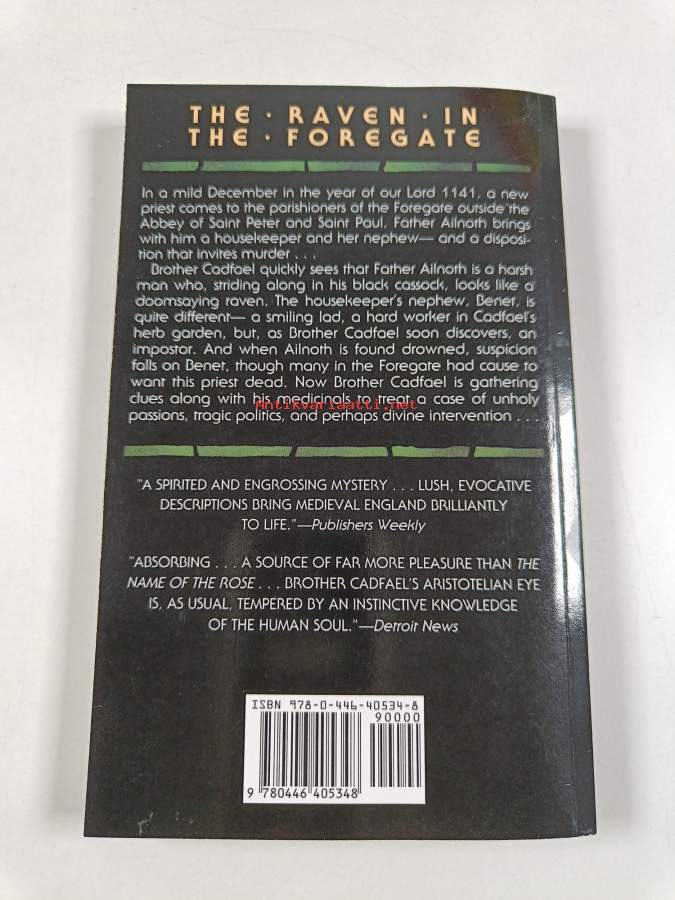 THE · RAVEN · IN
THE · FOREGATE
In a mild December in the year of our Lord 1141, a new
priest comes to the parishioners of the Foregate outside the
Abbey of Saint Peter and Saint Paul. Father Ailnoth brings
with him a housekeeper and her nephew— and a disposi-
tion that invites murder . . .
Brother Cadfael quickly sees that Father Ailnoth is a harsh
man who, striding along in his black cassock, looks like a
doomsaying raven. The housekeeper's nephew, Benet, is
quite different— a smiling lad, a hard worker in Cadfael's
herb garden, but, as Brother Cadfael soon discovers, an
impostor. And when Ailnoth is found drowned, suspicion
falls on Benet, though many in the Foregate had cause to
want this priest dead. Now Brother Cadfael is gathering
clues along with his medicinals to treat a case of unholy
Antikvariaatti.net
passions, tragic politics, and perhaps divine intervention . . .
"A SPIRITED AND ENGROSSING MYSTERY . . . LUSH, EVOCATIVE
DESCRIPTIONS BRING MEDIEVAL ENGLAND BRILLIANTLY
TO LIFE."—Publishers Weekly
"ABSORBING . . . A SOURCE OF FAR MORE PLEASURE THAN THE
NAME OF THE ROSE . . . BROTHER CADFAEL'S ARISTOTELIAN EYE
IS, AS USUAL, TEMPERED BY AN INSTINCTIVE KNOWLEDGE
OF THE HUMAN SOUL."—Detroit News
ISBN 978-0-446-40534-8
90000
9 780446 405348